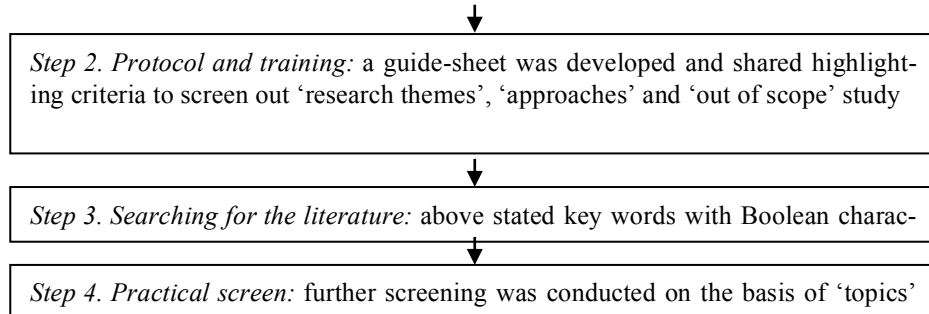 Step 2. Protocol and training: a guide-sheet was developed and shared highlight-
ing criteria to screen out ‘research themes’, ‘approaches’ and ‘out of scope’ study
Step 3. Searching for the literature: above stated key words with Boolean charac-
Step 4. Practical screen: further screening was conducted on the basis of ‘topics’